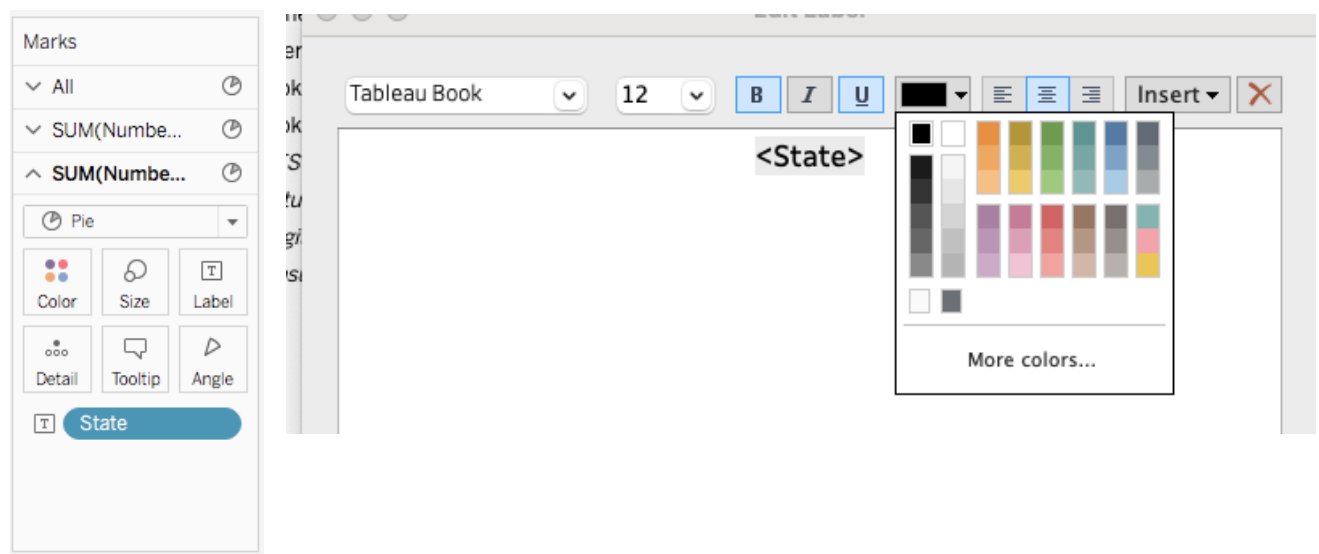 Marks
All
SUM(Numbe...
SUM(Numbe...
Pie
Color Size Label
Detail Tooltip Angle
T State
Tableau Book 12 B I U Insert
<State>
More colors...